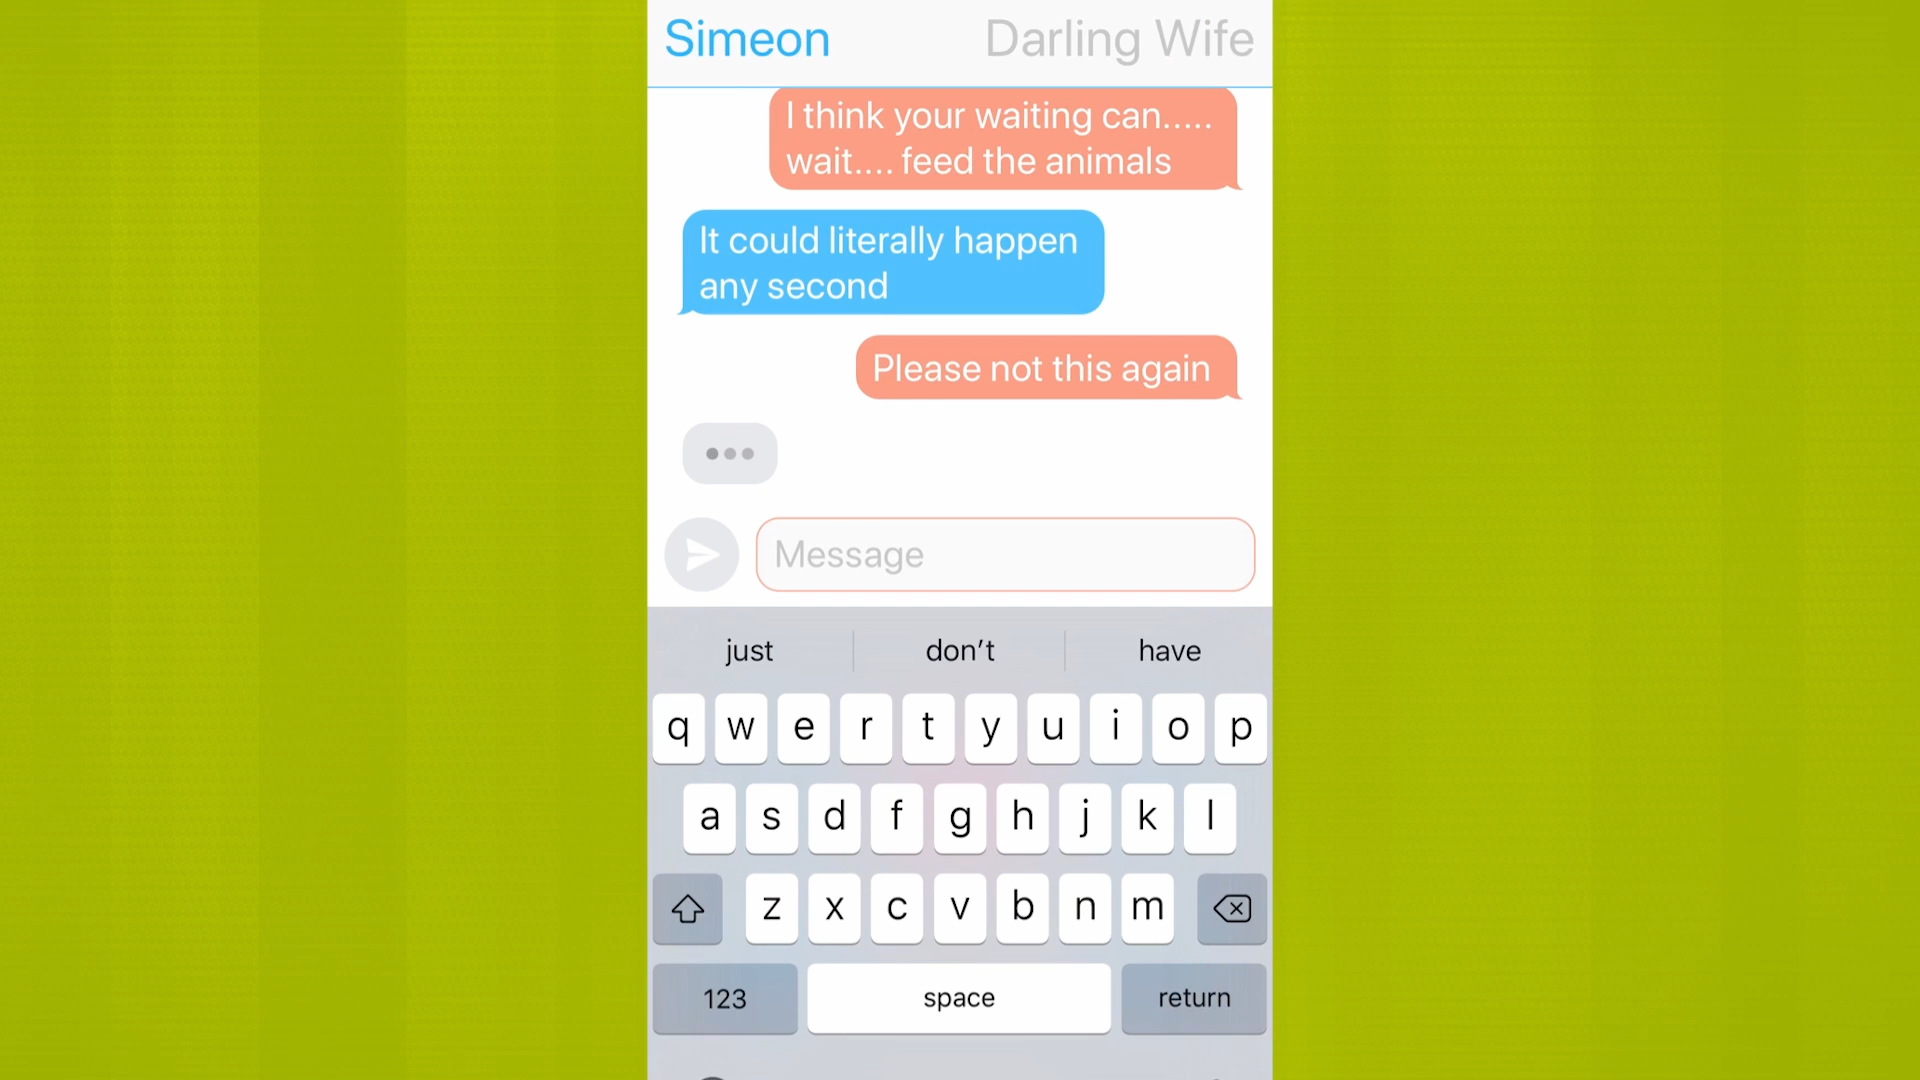 Simeon Darling Wife
I think your waiting can.....
wait.... feed the animals
It could literally happen
any second
Please not this again
Message
just don’t have
q w e r t y u i o p
a s d f g h j k l
z x c v b n m
123 space return